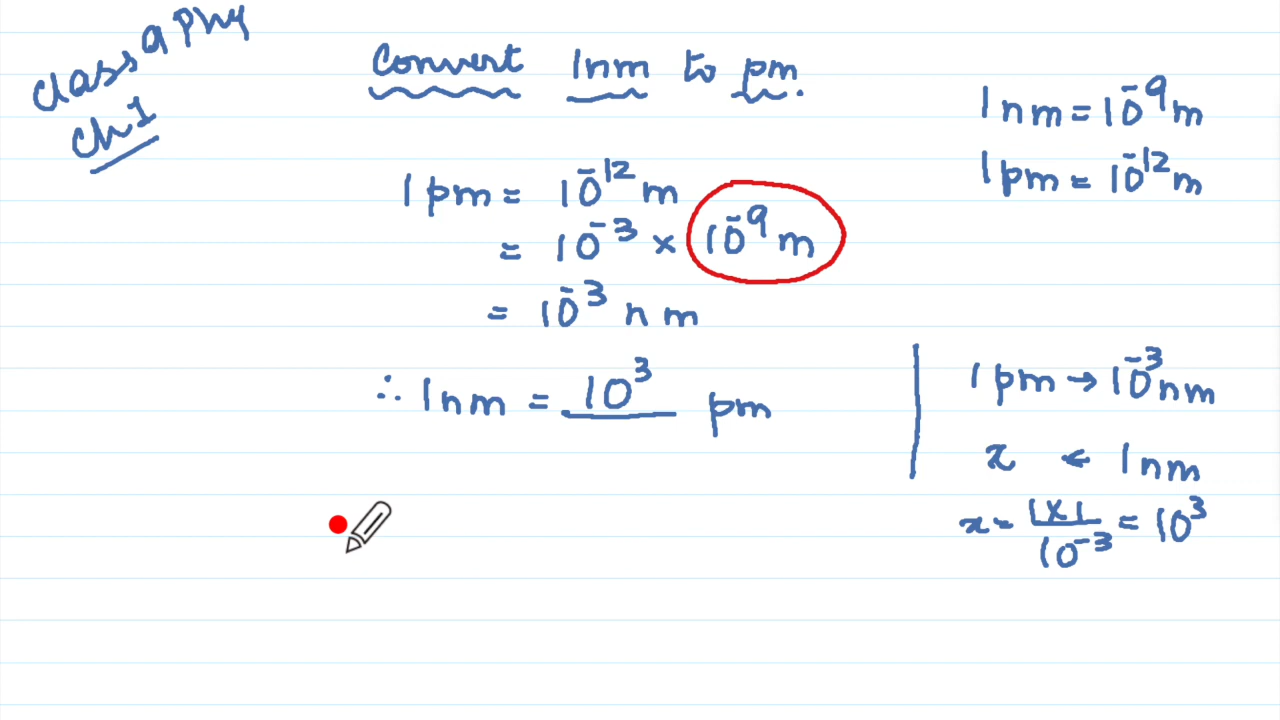 class 9 Phy
Ch 1
Convert 1nm to pm.
1 nm = 10⁻⁹ m
1 pm = 10⁻¹² m
1 pm = 10⁻¹² m
= 10⁻³ × 10⁻⁹ m
= 10⁻³ n m
∴ 1 nm = 10³ pm
1 pm → 10⁻³ nm
x ← 1 nm
x = 1×1/10⁻³ = 10³